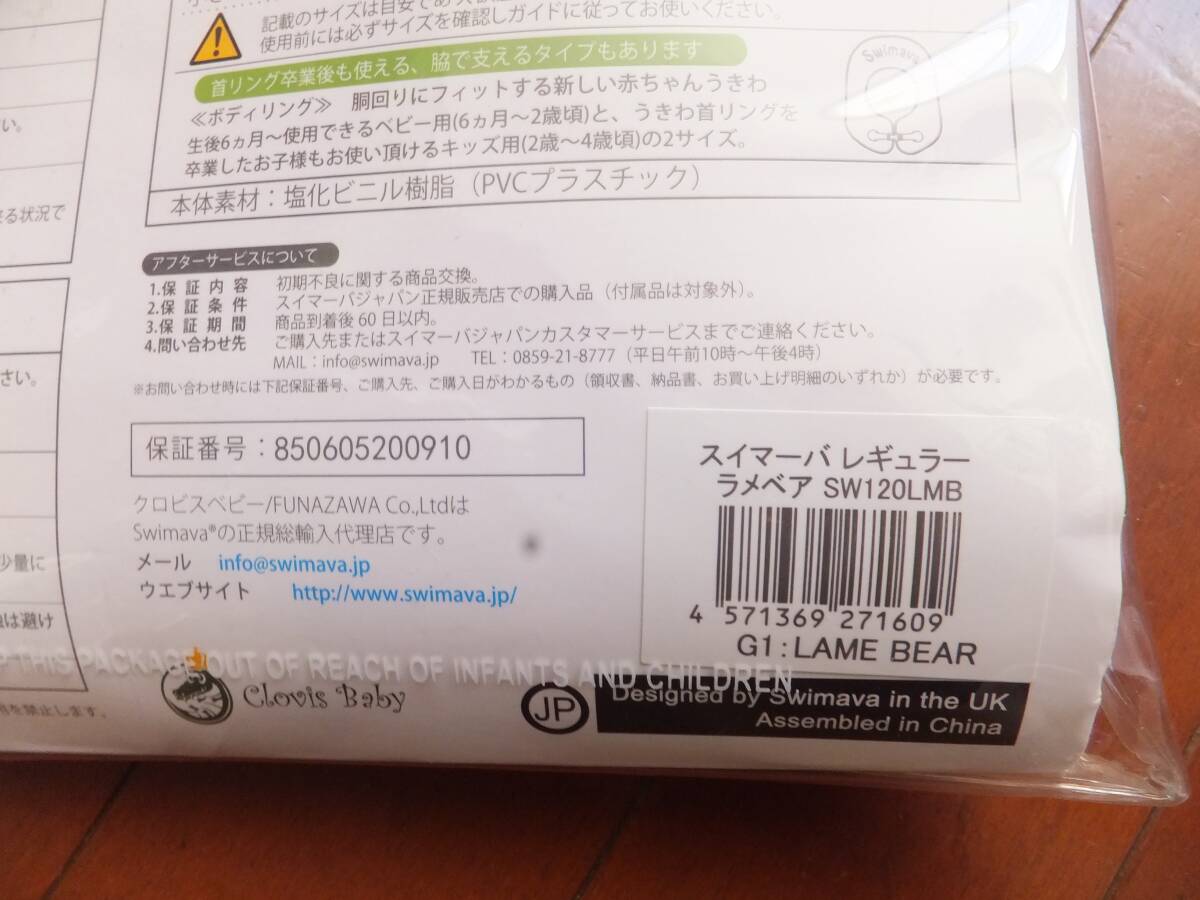 記載のサイズは目安であり
使用前には必ずサイズを確認しガイドに従ってお使いください。
首リング卒業後も使える、脇で支えるタイプもあります
≪ボディリング≫ 胴回りにフィットする新しい赤ちゃんうきわ
生後6ヵ月〜使用できるベビー用(6ヵ月〜2歳頃)と、うきわ首リングを
卒業したお子様もお使い頂けるキッズ用(2歳〜4歳頃)の2サイズ。
Swimava
本体素材：塩化ビニル樹脂（PVCプラスチック）
い。
る状況で
さい。
少量に
は避け
を禁止します。
アフターサービスについて
1.保証内容 初期不良に関する商品交換。
2.保証条件 スイマーバジャパン正規販売店での購入品（付属品は対象外）。
3.保証期間 商品到着後60日以内。
4.問い合わせ先 ご購入先またはスイマーバジャパンカスタマーサービスまでご連絡ください。
MAIL：info@swimava.jp TEL：0859-21-8777（平日午前10時〜午後4時）
※お問い合わせ時には下記保証番号、ご購入先、ご購入日がわかるもの（領収書、納品書、お買い上げ明細のいずれか）が必要です。
保証番号：850605200910
クロビスベビー/FUNAZAWA Co.,Ltdは
Swimava®の正規総輸入代理店です。
メール info@swimava.jp
ウエブサイト http://www.swimava.jp/
スイマーバ レギュラー
ラメベア SW120LMB
4 571369 271609
G1:LAME BEAR
P THIS PACKAGE OUT OF REACH OF INFANTS AND CHILDREN
Clovis Baby
JP
Designed by Swimava in the UK
Assembled in China